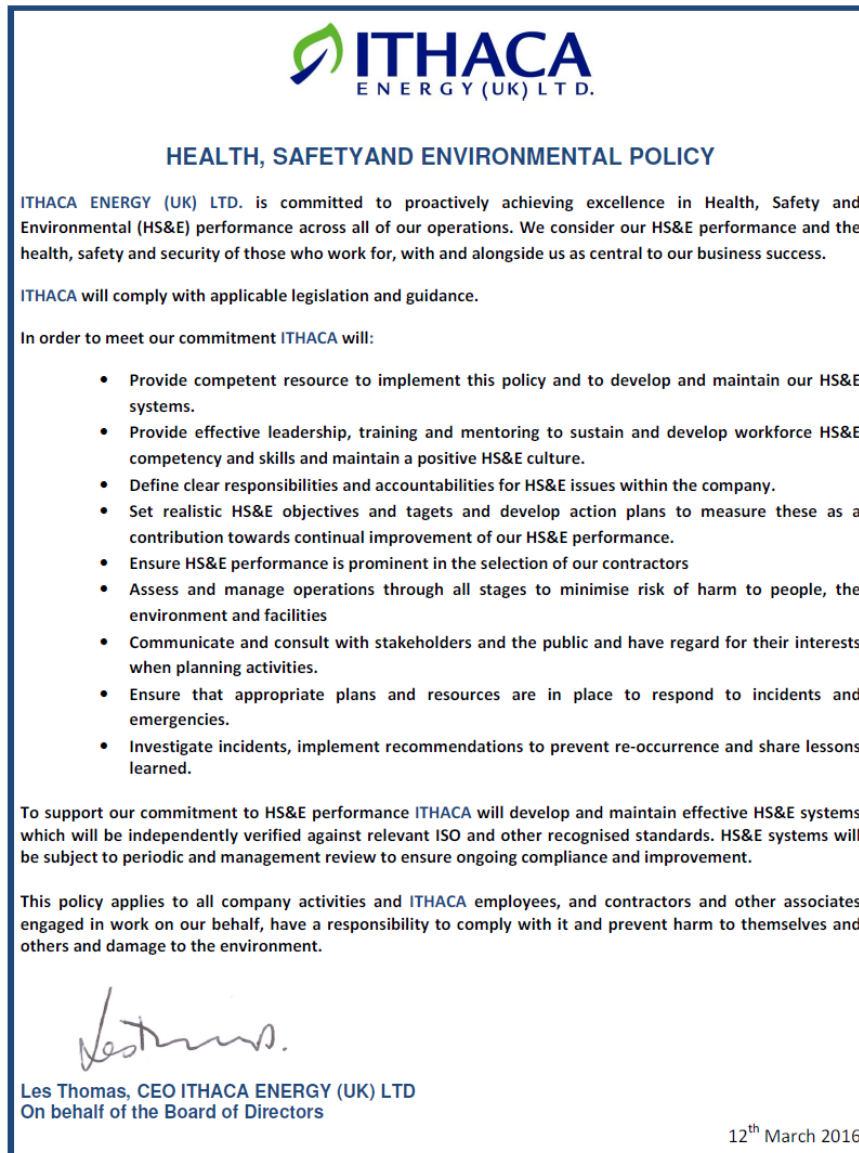 ITHACA
ENERGY (UK) LTD.
HEALTH, SAFETYAND ENVIRONMENTAL POLICY
ITHACA ENERGY (UK) LTD. is committed to proactively achieving excellence in Health, Safety and
Environmental (HS&E) performance across all of our operations. We consider our HS&E performance and the
health, safety and security of those who work for, with and alongside us as central to our business success.
ITHACA will comply with applicable legislation and guidance.
In order to meet our commitment ITHACA will:
• Provide competent resource to implement this policy and to develop and maintain our HS&E
systems.
• Provide effective leadership, training and mentoring to sustain and develop workforce HS&E
competency and skills and maintain a positive HS&E culture.
• Define clear responsibilities and accountabilities for HS&E issues within the company.
• Set realistic HS&E objectives and tagets and develop action plans to measure these as a
contribution towards continual improvement of our HS&E performance.
• Ensure HS&E performance is prominent in the selection of our contractors
• Assess and manage operations through all stages to minimise risk of harm to people, the
environment and facilities
• Communicate and consult with stakeholders and the public and have regard for their interests
when planning activities.
• Ensure that appropriate plans and resources are in place to respond to incidents and
emergencies.
• Investigate incidents, implement recommendations to prevent re-occurrence and share lessons
learned.
To support our commitment to HS&E performance ITHACA will develop and maintain effective HS&E systems
which will be independently verified against relevant ISO and other recognised standards. HS&E systems will
be subject to periodic and management review to ensure ongoing compliance and improvement.
This policy applies to all company activities and ITHACA employees, and contractors and other associates
engaged in work on our behalf, have a responsibility to comply with it and prevent harm to themselves and
others and damage to the environment.
Les Thomas, CEO ITHACA ENERGY (UK) LTD
On behalf of the Board of Directors
12th March 2016